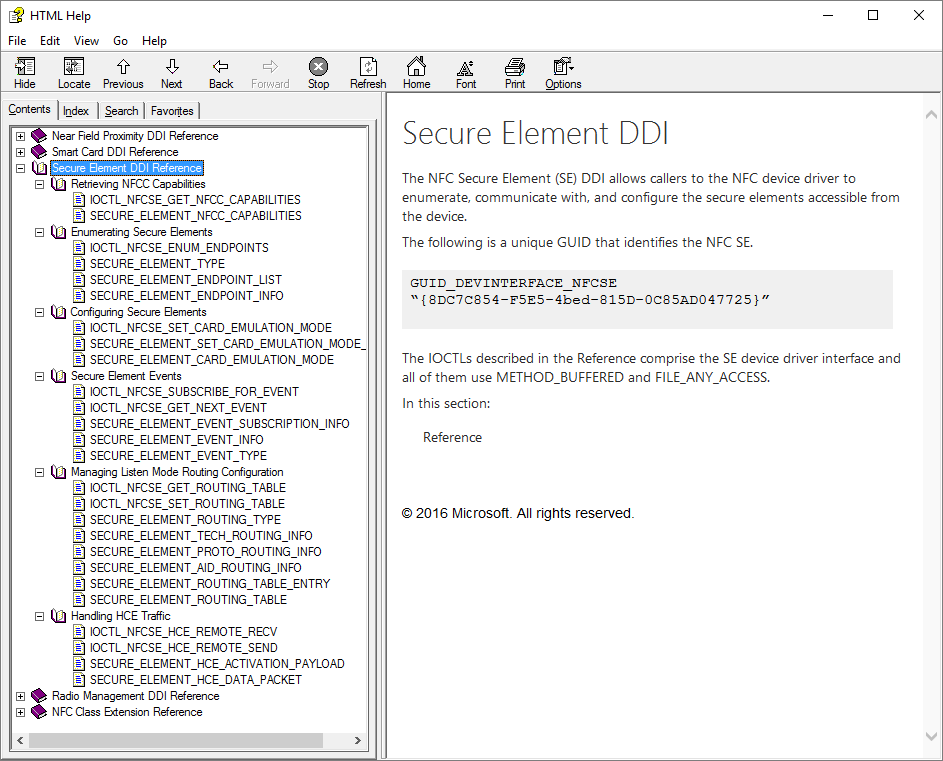 HTML Help
File Edit View Go Help
Hide Locate Previous Next Back Forward Stop Refresh Home Font Print Options
Contents Index Search Favorites
Near Field Proximity DDI Reference
Smart Card DDI Reference
Secure Element DDI Reference
Retrieving NFCC Capabilities
IOCTL_NFCSE_GET_NFCC_CAPABILITIES
SECURE_ELEMENT_NFCC_CAPABILITIES
Enumerating Secure Elements
IOCTL_NFCSE_ENUM_ENDPOINTS
SECURE_ELEMENT_TYPE
SECURE_ELEMENT_ENDPOINT_LIST
SECURE_ELEMENT_ENDPOINT_INFO
Configuring Secure Elements
IOCTL_NFCSE_SET_CARD_EMULATION_MODE
SECURE_ELEMENT_SET_CARD_EMULATION_MODE_
SECURE_ELEMENT_CARD_EMULATION_MODE
Secure Element Events
IOCTL_NFCSE_SUBSCRIBE_FOR_EVENT
IOCTL_NFCSE_GET_NEXT_EVENT
SECURE_ELEMENT_EVENT_SUBSCRIPTION_INFO
SECURE_ELEMENT_EVENT_INFO
SECURE_ELEMENT_EVENT_TYPE
Managing Listen Mode Routing Configuration
IOCTL_NFCSE_GET_ROUTING_TABLE
IOCTL_NFCSE_SET_ROUTING_TABLE
SECURE_ELEMENT_ROUTING_TYPE
SECURE_ELEMENT_TECH_ROUTING_INFO
SECURE_ELEMENT_PROTO_ROUTING_INFO
SECURE_ELEMENT_AID_ROUTING_INFO
SECURE_ELEMENT_ROUTING_TABLE_ENTRY
SECURE_ELEMENT_ROUTING_TABLE
Handling HCE Traffic
IOCTL_NFCSE_HCE_REMOTE_RECV
IOCTL_NFCSE_HCE_REMOTE_SEND
SECURE_ELEMENT_HCE_ACTIVATION_PAYLOAD
SECURE_ELEMENT_HCE_DATA_PACKET
Radio Management DDI Reference
NFC Class Extension Reference
Secure Element DDI
The NFC Secure Element (SE) DDI allows callers to the NFC device driver to
enumerate, communicate with, and configure the secure elements accessible from
the device.
The following is a unique GUID that identifies the NFC SE.
GUID_DEVINTERFACE_NFCSE
“{8DC7C854-F5E5-4bed-815D-0C85AD047725}”
The IOCTLs described in the Reference comprise the SE device driver interface and
all of them use METHOD_BUFFERED and FILE_ANY_ACCESS.
In this section:
Reference
© 2016 Microsoft. All rights reserved.